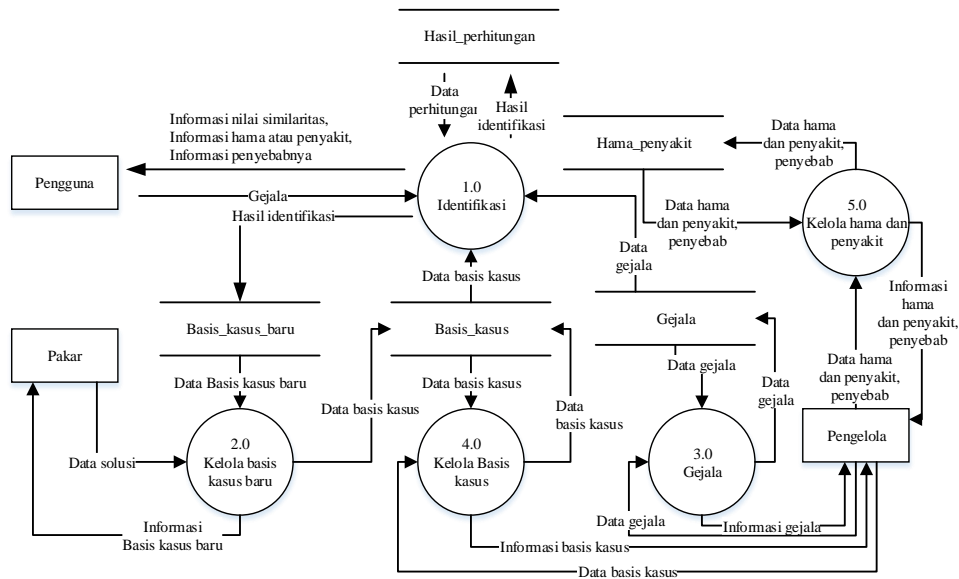 Hasil_perhitungan
Data
perhitungan
Hasil
identifikasi
Informasi nilai similaritas,
Informasi hama atau penyakit,
Informasi penyebabnya
Hama_penyakit
Data hama
dan penyakit,
penyebab
Pengguna
Gejala
1.0
Identifikasi
5.0
Kelola hama dan
penyakit
Hasil identifikasi
Data hama
dan penyakit,
penyebab
Data
gejala
Data basis kasus
Informasi
hama
dan penyakit,
penyebab
Basis_kasus_baru
Basis_kasus
Gejala
Pakar
Data Basis kasus baru
Data basis kasus
Data gejala
Data hama
dan penyakit,
penyebab
Data basis kasus
Data
basis kasus
Data
gejala
Data solusi
2.0
Kelola basis
kasus baru
4.0
Kelola Basis
kasus
3.0
Gejala
Pengelola
Informasi
Basis kasus baru
Data gejala
Informasi gejala
Informasi basis kasus
Data basis kasus